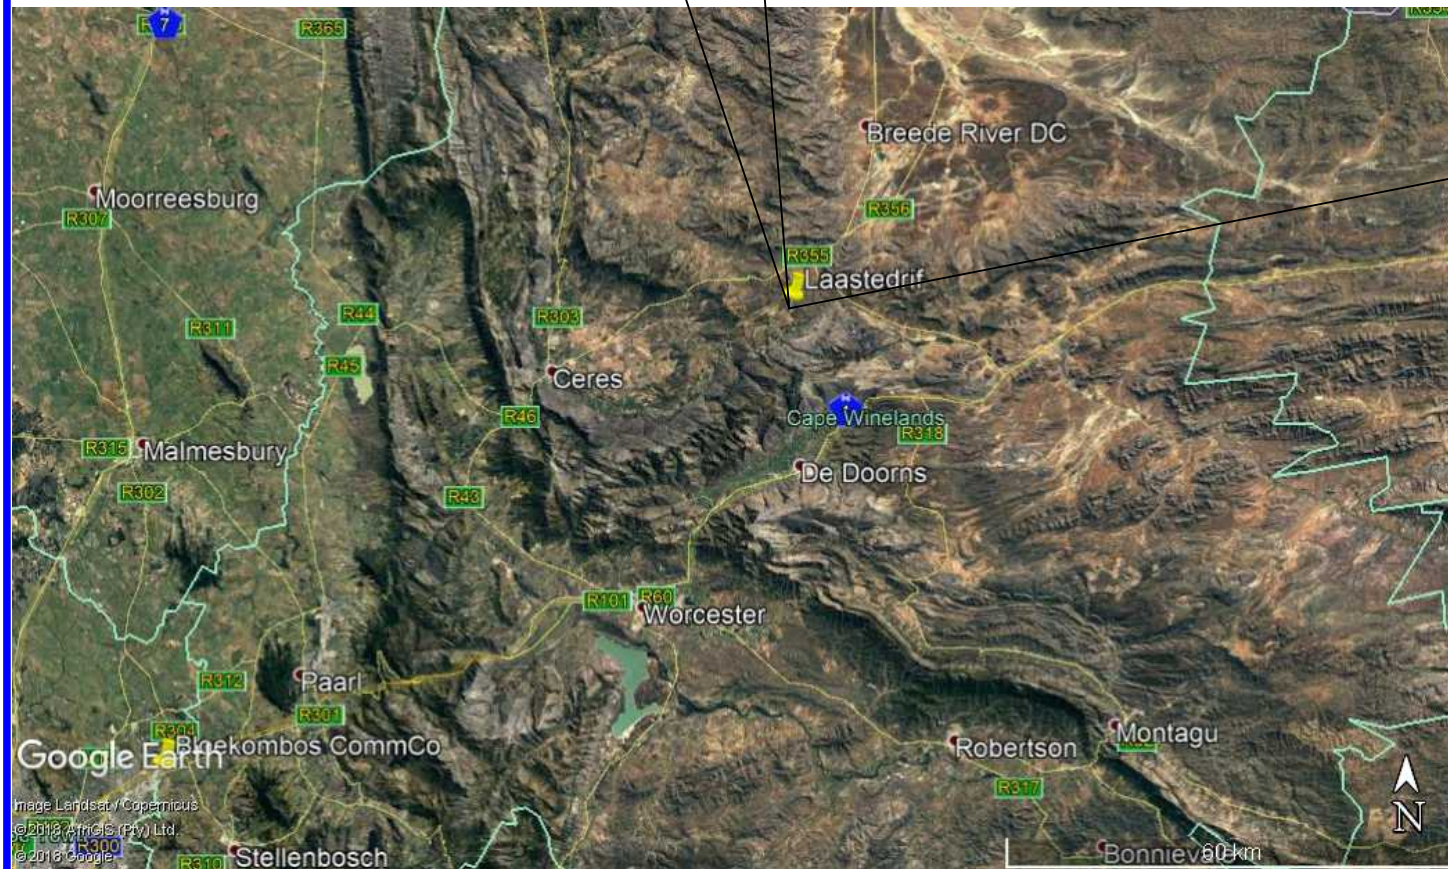 7
R365
Breede River DC
Moorreesburg
R307
R356
R355
Laastedrif
R44
R303
R311
R45
Ceres
R46
Cape Winelands
R318
R315
Malmesbury
De Doorns
R302
R43
R101
R60
Worcester
R312
Paarl
R301
R304
Bloekombos CommCo
Google Earth
Montagu
Robertson
R317
Image Landsat / Copernicus
©2018 AfriGIS (Pty) Ltd.
R300
© 2018 Google
R310
Stellenbosch
Bonnievale
60 km
N